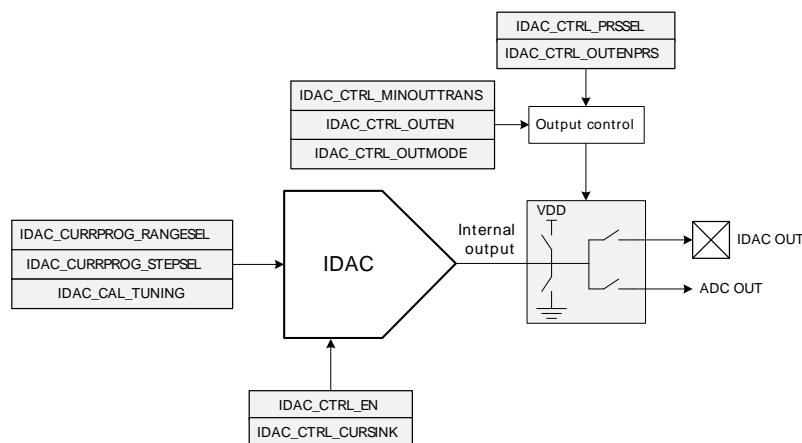 IDAC_CTRL_PRSSEL
IDAC_CTRL_OUTENPRS
IDAC_CTRL_MINOUTTRANS
IDAC_CTRL_OUTEN
IDAC_CTRL_OUTMODE
Output control
IDAC_CURRPROG_RANGESEL
IDAC_CURRPROG_STEPSEL
IDAC_CAL_TUNING
IDAC
Internal
output
VDD
IDAC OUT
ADC OUT
IDAC_CTRL_EN
IDAC_CTRL_CURSINK